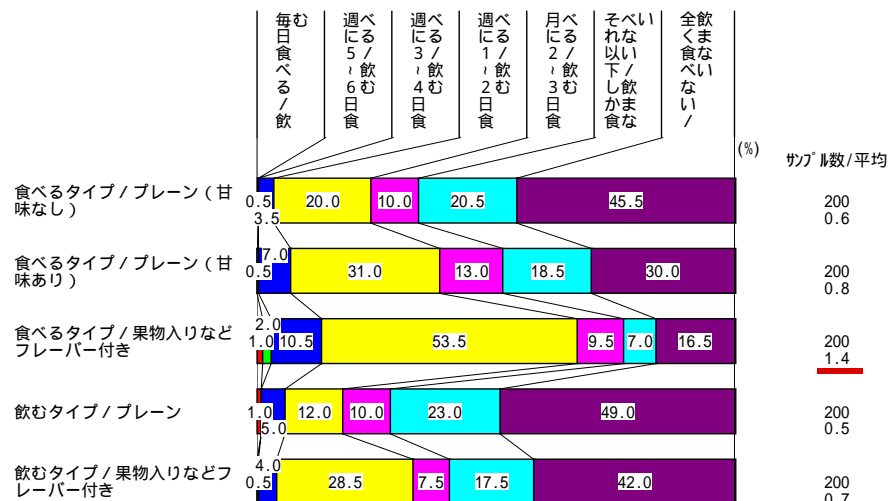 毎日食べる/飲
む
週に5~6日食
べる/飲む
週に3~4日食
べる/飲む
週に1~2日食
べる/飲む
月に2~3日食
べる/飲む
それ以下しか食
べない/飲まな
い
全く食べない/
飲まない
(%)
ｻﾝﾌﾟﾙ数/平均
食べるタイプ/プレーン(甘
味なし)
0.5
3.5
20.0
10.0
20.5
45.5
200
0.6
食べるタイプ/プレーン(甘
味あり)
0.5
7.0
31.0
13.0
18.5
30.0
200
0.8
食べるタイプ/果物入りなど
フレーバー付き
1.0
2.0
10.5
53.5
9.5
7.0
16.5
200
1.4
飲むタイプ/プレーン
1.0
5.0
12.0
10.0
23.0
49.0
200
0.5
飲むタイプ/果物入りなどフ
レーバー付き
0.5
4.0
28.5
7.5
17.5
42.0
200
0.7